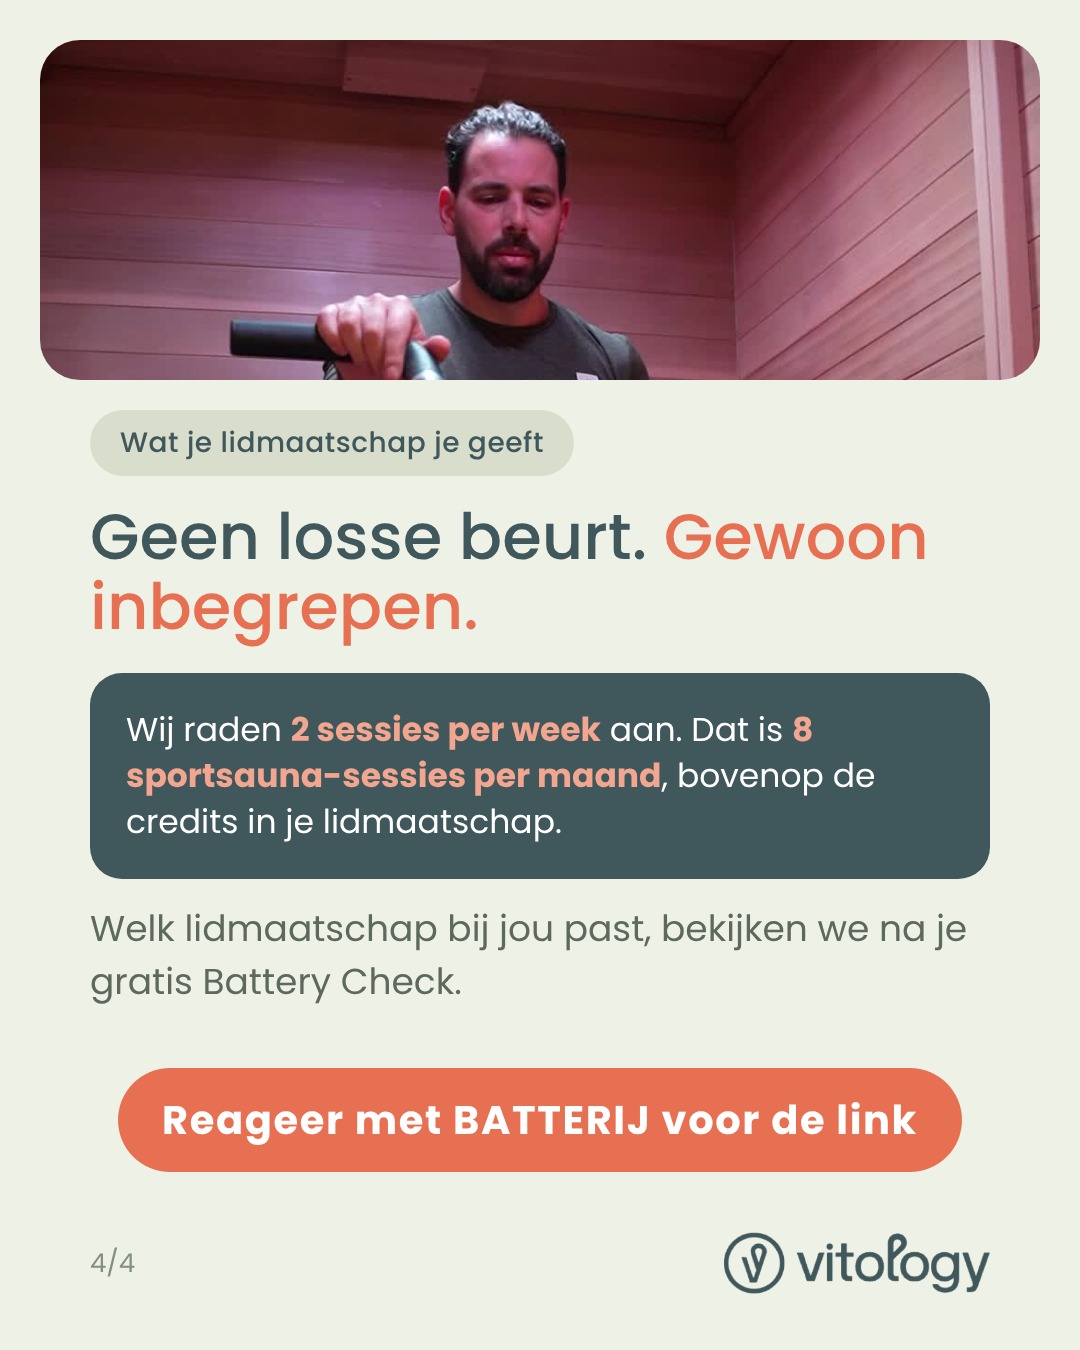 Wat je lidmaatschap je geeft
Geen losse beurt. Gewoon
inbegrepen.
Wij raden 2 sessies per week aan. Dat is 8
sportsauna-sessies per maand, bovenop de
credits in je lidmaatschap.
Welk lidmaatschap bij jou past, bekijken we na je
gratis Battery Check.
Reageer met BATTERIJ voor de link
4/4
vitology